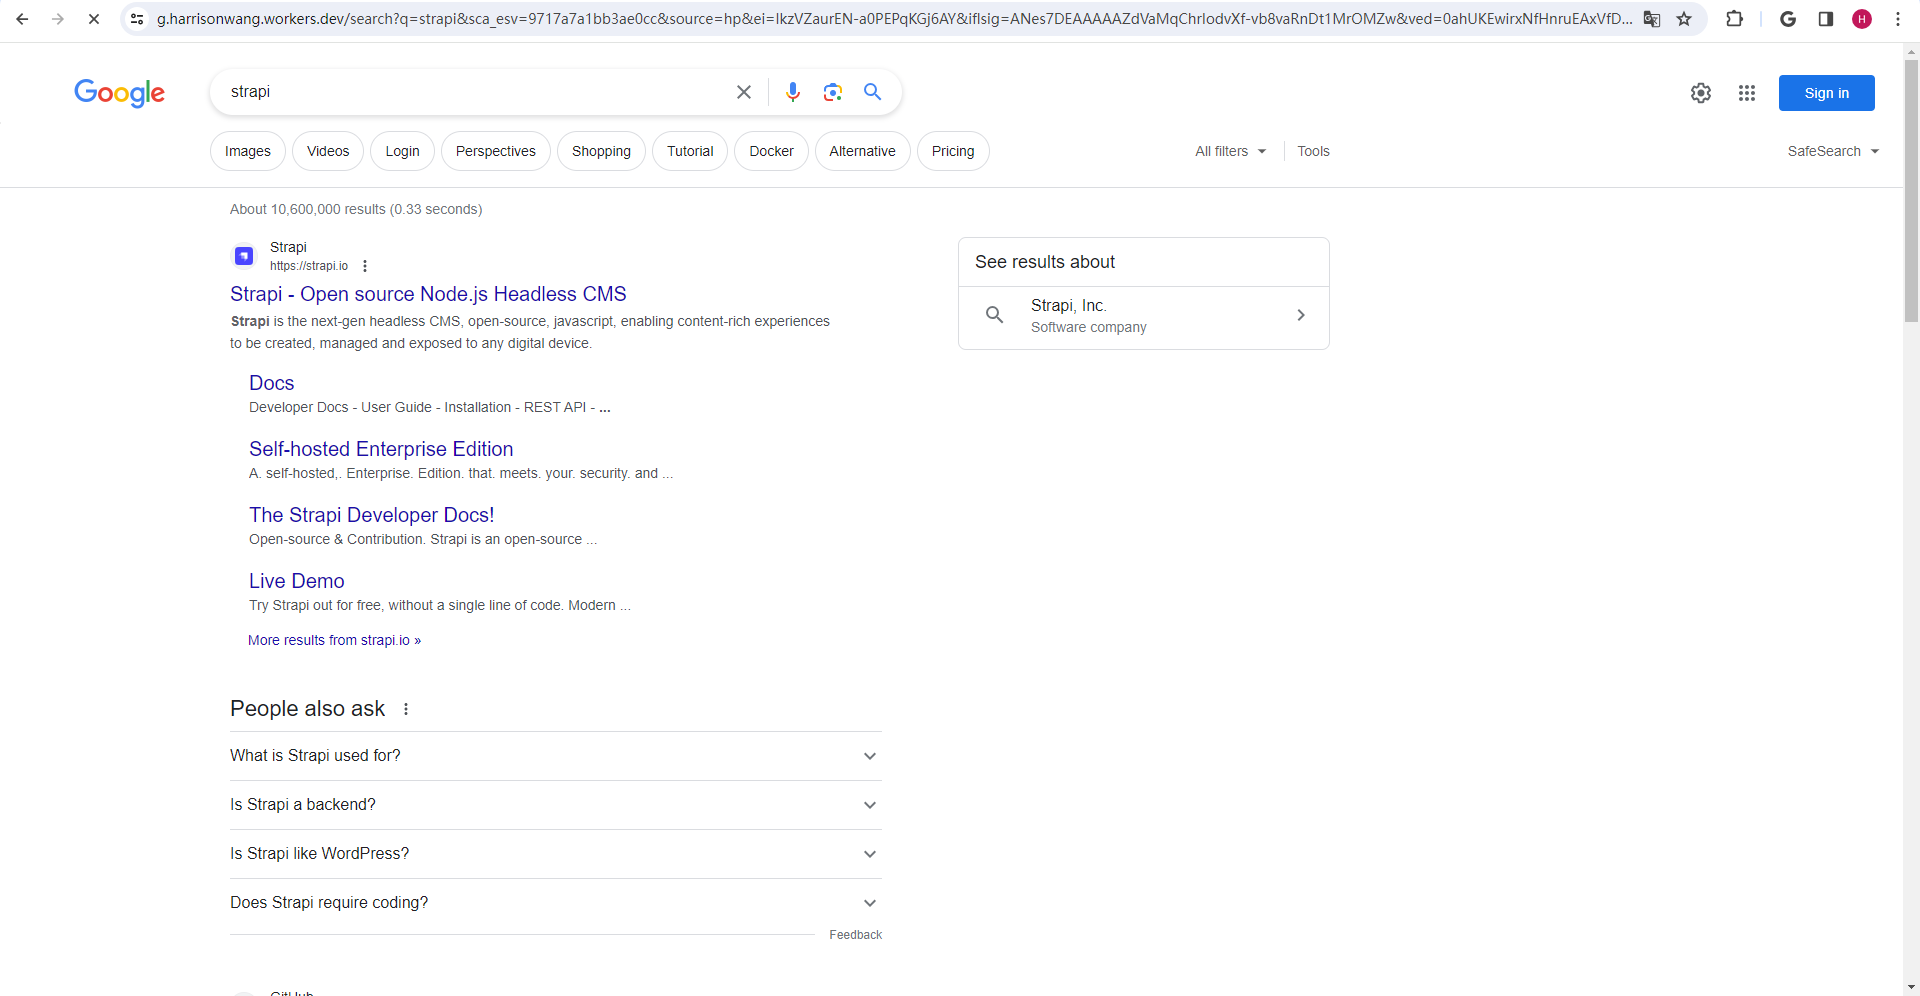 g.harrisonwang.workers.dev/search?q=strapi&sca_esv=9717a7a1bb3ae0cc&source=hp&ei=IkzVZaurEN-a0PEPqKGj6AY&iflsig=ANes7DEAAAAAZdVaMqChrIodvXf-vb8vaRnDt1MrOMZw&ved=0ahUKEwirxNfHnruEAxVfD...
H
Google
strapi
Sign in
Images
Videos
Login
Perspectives
Shopping
Tutorial
Docker
Alternative
Pricing
All filters
Tools
SafeSearch
About 10,600,000 results (0.33 seconds)
Strapi
https://strapi.io
Strapi - Open source Node.js Headless CMS
Strapi is the next-gen headless CMS, open-source, javascript, enabling content-rich experiences
to be created, managed and exposed to any digital device.
Docs
Developer Docs - User Guide - Installation - REST API - ...
Self-hosted Enterprise Edition
A. self-hosted,. Enterprise. Edition. that. meets. your. security. and ...
The Strapi Developer Docs!
Open-source & Contribution. Strapi is an open-source ...
Live Demo
Try Strapi out for free, without a single line of code. Modern ...
More results from strapi.io »
See results about
Strapi, Inc.
Software company
People also ask
What is Strapi used for?
Is Strapi a backend?
Is Strapi like WordPress?
Does Strapi require coding?
Feedback
GitHub